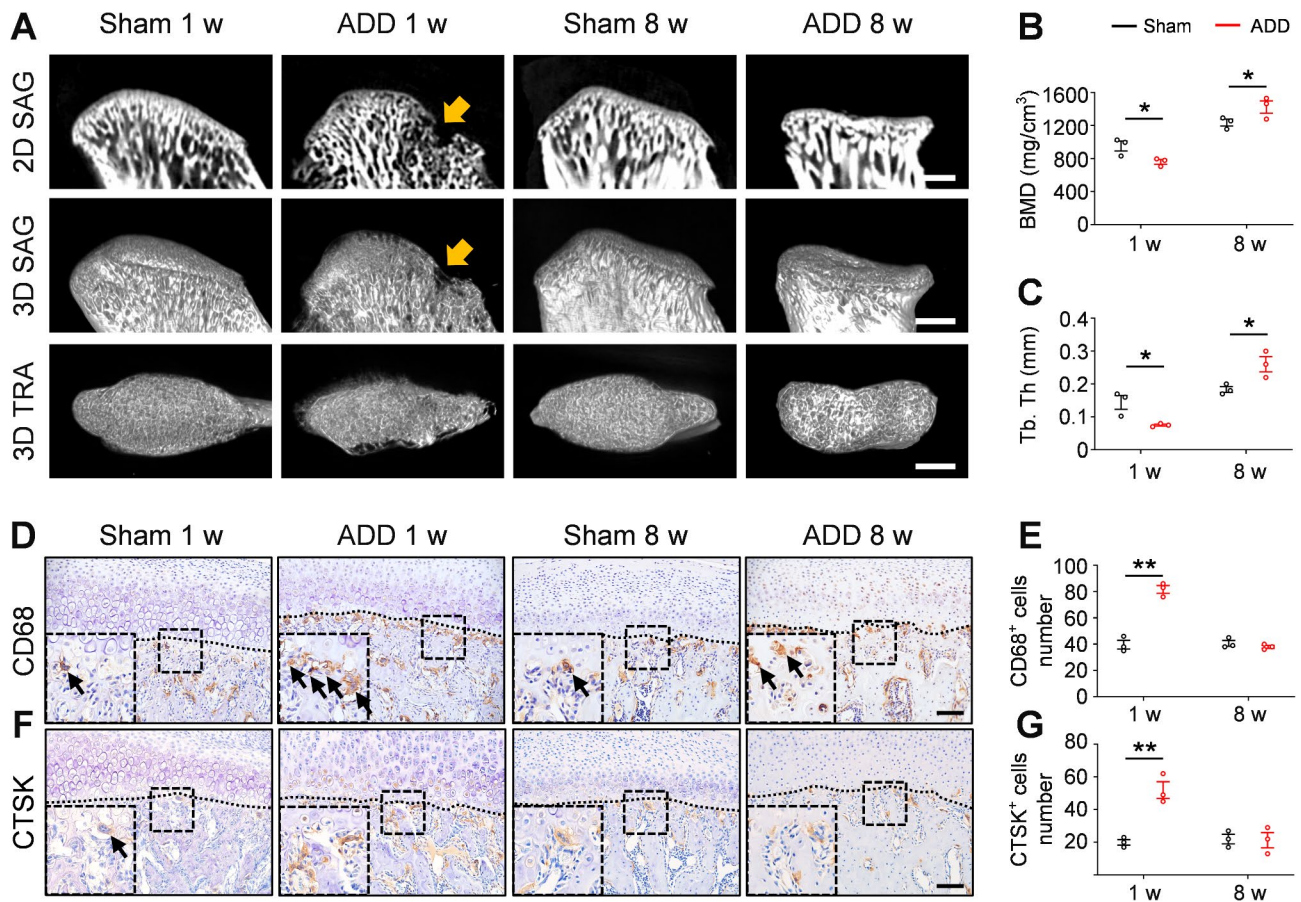 A
Sham 1 w
ADD 1 w
Sham 8 w
ADD 8 w
2D SAG
3D SAG
3D TRA
B
Sham
ADD
BMD (mg/cm³)
1600
1200
800
400
0
*
*
1 w
8 w
C
Tb. Th (mm)
0.4
0.3
0.2
0.1
0
*
*
1 w
8 w
D
Sham 1 w
ADD 1 w
Sham 8 w
ADD 8 w
CD68
E
CD68⁺ cells
number
100
80
60
40
20
0
**
1 w
8 w
F
CTSK
G
CTSK⁺ cells
number
80
60
40
20
**
1 w
8 w